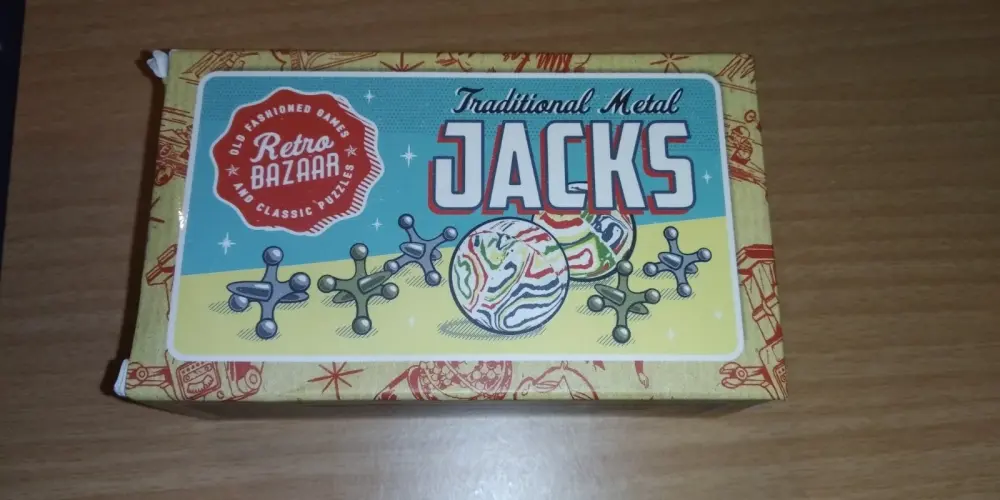 OLD FASHIONED GAMES
Retro
BAZAAR
AND CLASSIC PUZZLES
Traditional Metal
JACKS